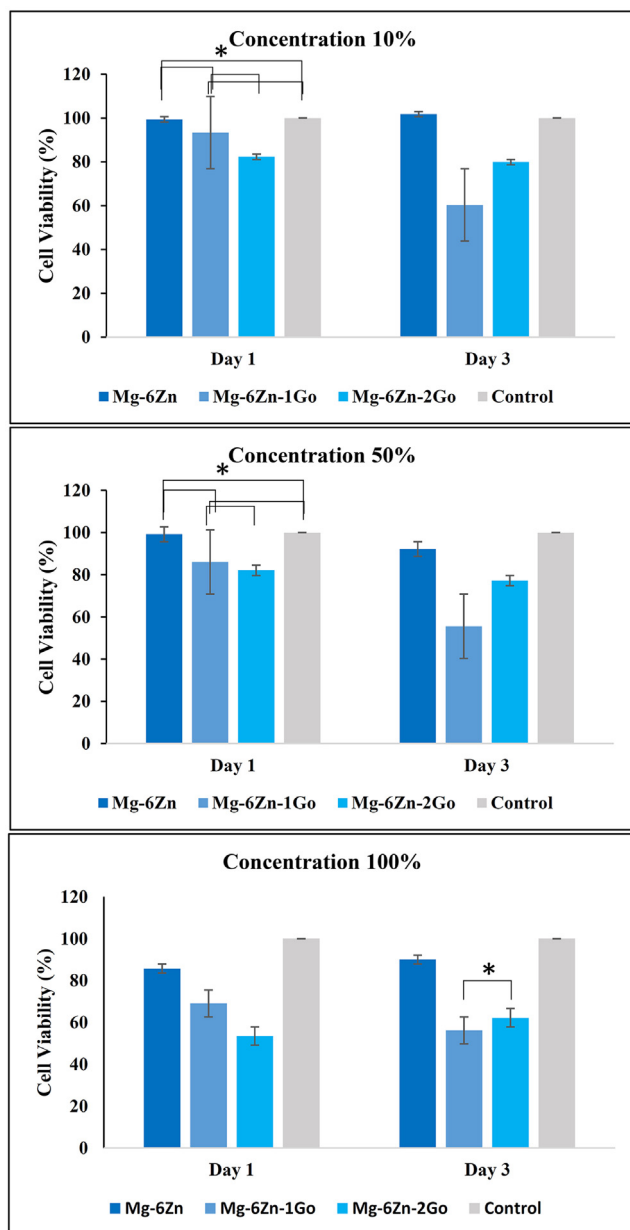 Concentration 10%
*
120
100
80
60
40
20
0
Cell Viability (%)
Day 1 Day 3
Mg-6Zn Mg-6Zn-1Go Mg-6Zn-2Go Control
Concentration 50%
*
120
100
80
60
40
20
0
Cell Viability (%)
Day 1 Day 3
Mg-6Zn Mg-6Zn-1Go Mg-6Zn-2Go Control
Concentration 100%
120
100
80
60
40
20
0
Cell Viability (%)
*
Day 1 Day 3
Mg-6Zn Mg-6Zn-1Go Mg-6Zn-2Go Control